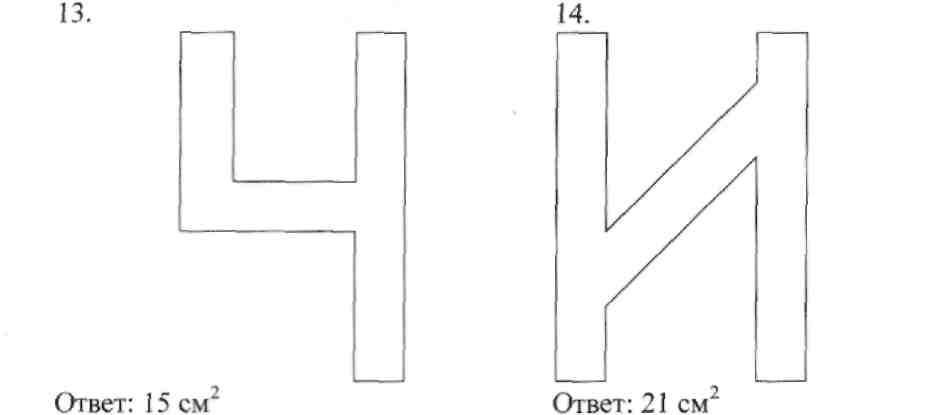 13.
14.
Ответ: 15 см²
Ответ: 21 см²